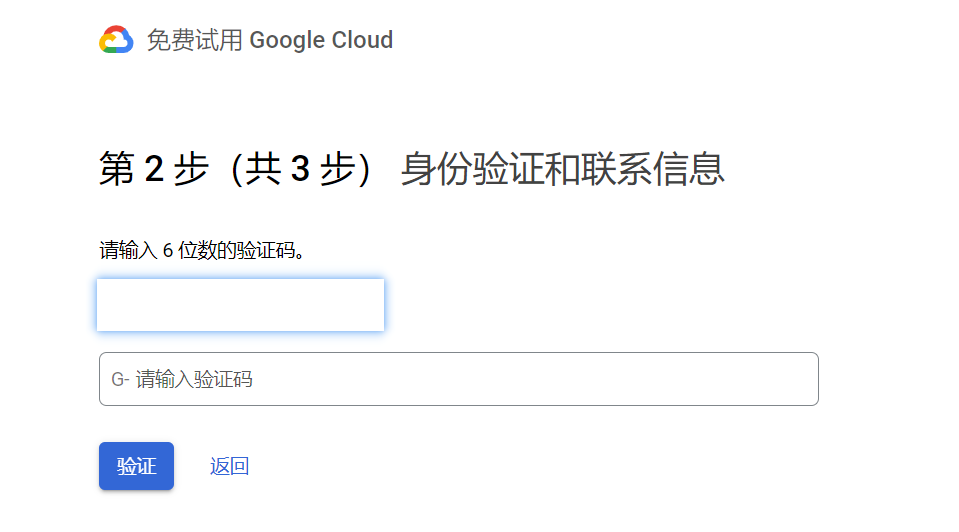 免费试用 Google Cloud
第 2 步（共 3 步） 身份验证和联系信息
请输入 6 位数的验证码。
G- 请输入验证码
验证 返回